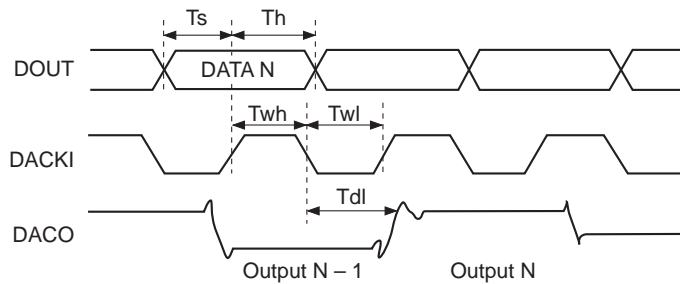 Ts Th
DOUT DATA N
Twh Twl
DACKI
Tdl
DACO
Output N – 1 Output N